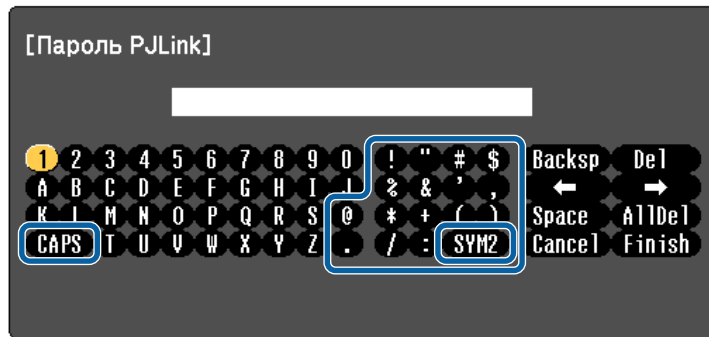 [Пароль PJLink]
1 2 3 4 5 6 7 8 9 0 ! " # $ Backsp Del
A B C D E F G H I J % & ' , ← →
K L M N O P Q R S @ * + ( ) Space AllDel
CAPS T U V W X Y Z . / : SYM2 Cancel Finish